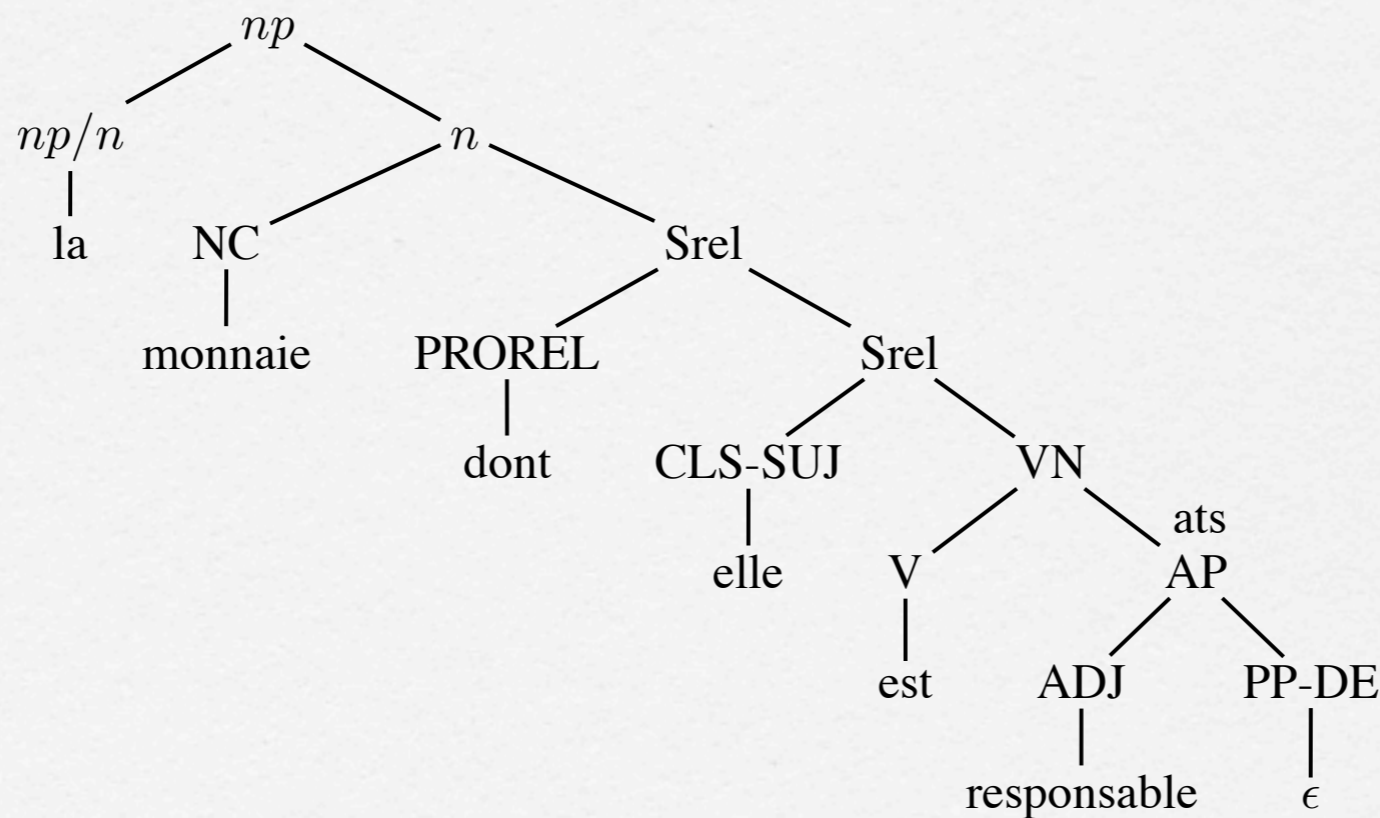 np
np/n n
la NC Srel
monnaie PROREL Srel
dont CLS-SUJ VN
ats
elle V AP
est ADJ PP-DE
responsable ϵ